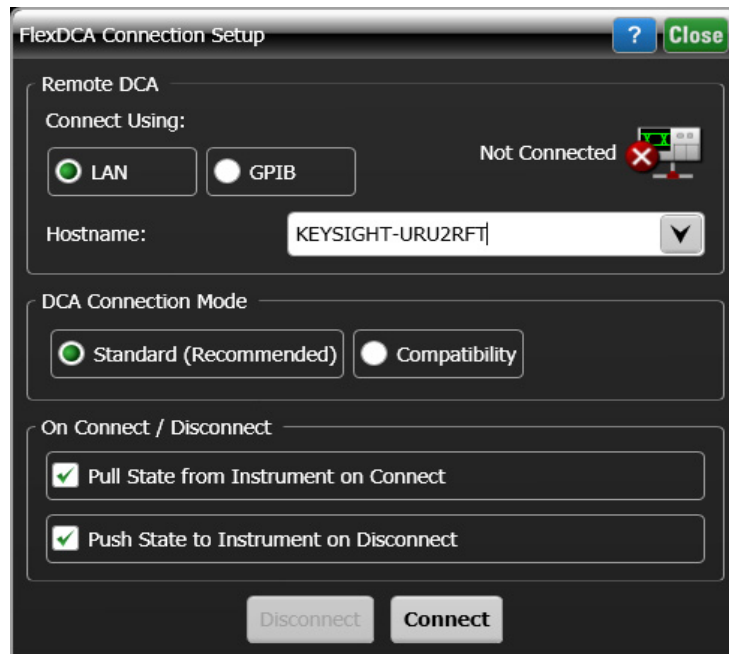 FlexDCA Connection Setup
? Close
Remote DCA
Connect Using:
LAN GPIB
Not Connected
Hostname: KEYSIGHT-URU2RFT
DCA Connection Mode
Standard (Recommended) Compatibility
On Connect / Disconnect
Pull State from Instrument on Connect
Push State to Instrument on Disconnect
Disconnect Connect